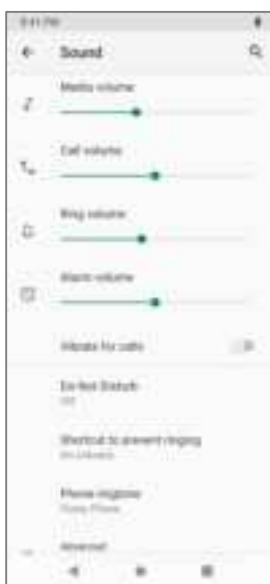 Sound
Media volume
Call volume
Ring volume
Alarm volume
Vibrate for calls
Do Not Disturb
Off
Shortcut to prevent ringing
Phone ringtone
Advanced